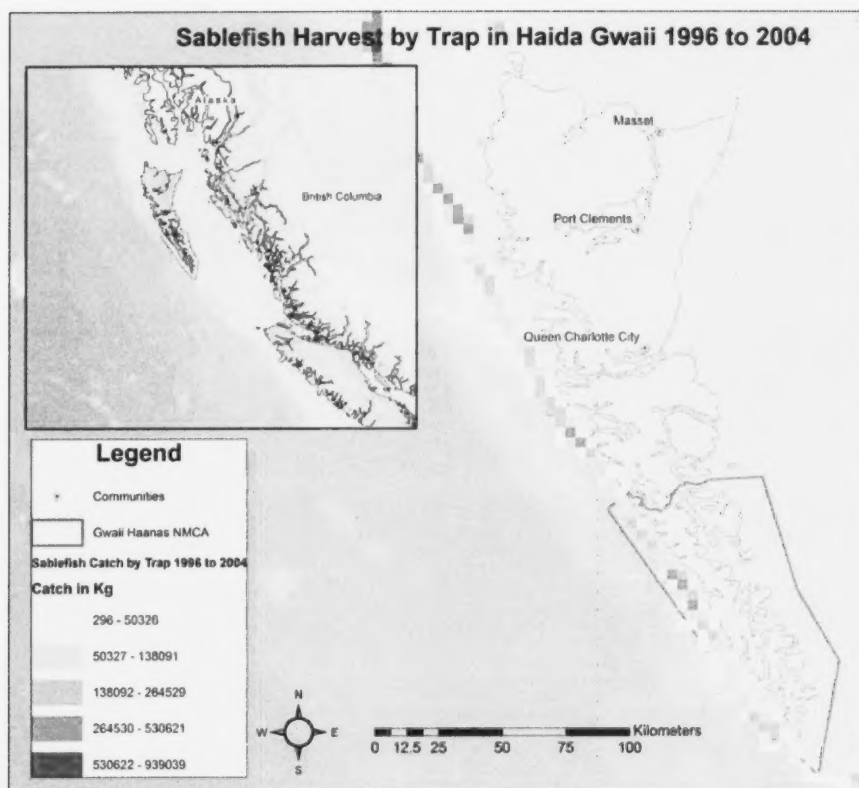 Sablefish Harvest by Trap in Haida Gwaii 1996 to 2004
Alaska
British Columbia
Masset
Port Clements
Queen Charlotte City
Legend
Communities
Gwaii Haanas NMCA
Sablefish Catch by Trap 1996 to 2004
Catch in Kg
296 - 50326
50327 - 138091
138092 - 264529
264530 - 530621
530622 - 939039
N
W E
S
Kilometers
0 12.5 25 50 75 100